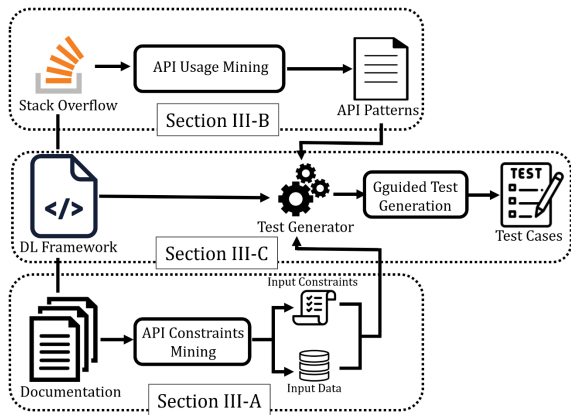 API Usage Mining
Stack Overflow
API Patterns
Section III-B
</>
TEST
Gguided Test
Generation
Test Generator
DL Framework
Test Cases
Section III-C
Input Constraints
API Constraints
Mining
Input Data
Documentation
Section III-A